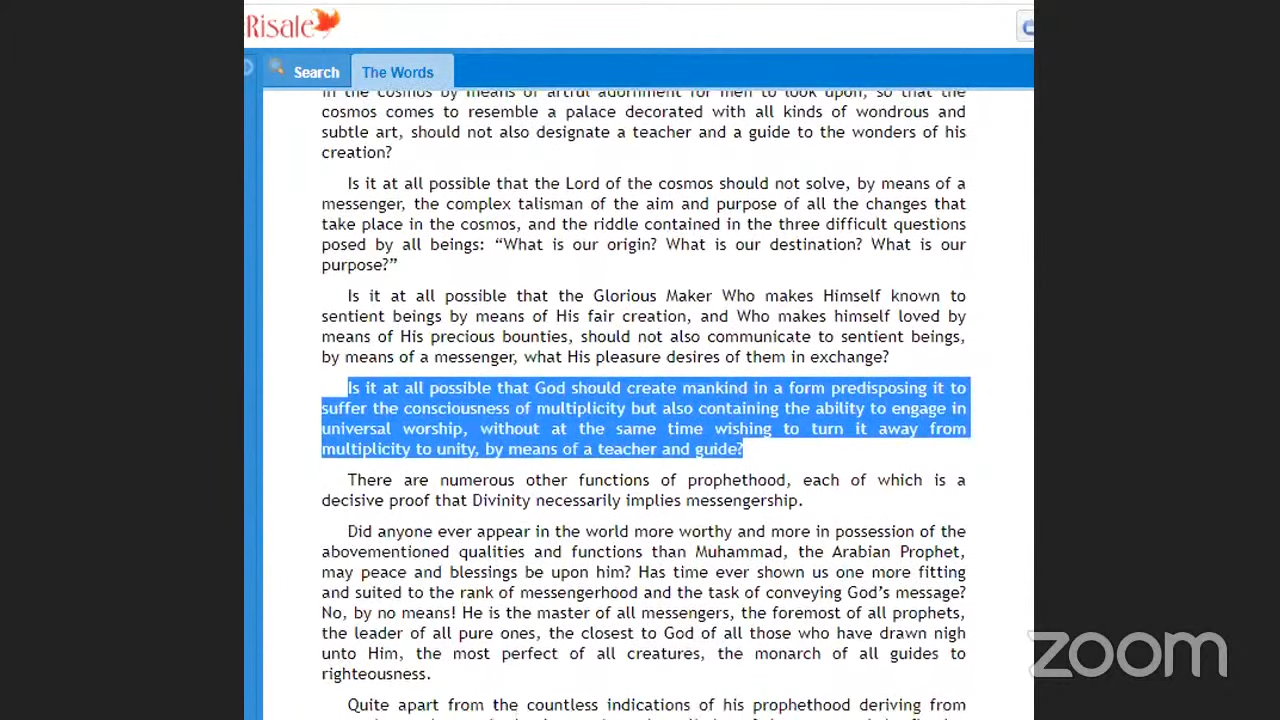 Risale
Search The Words
in the cosmos by means of artful adornment for men to look upon, so that the
cosmos comes to resemble a palace decorated with all kinds of wondrous and
subtle art, should not also designate a teacher and a guide to the wonders of his
creation?
Is it at all possible that the Lord of the cosmos should not solve, by means of a
messenger, the complex talisman of the aim and purpose of all the changes that
take place in the cosmos, and the riddle contained in the three difficult questions
posed by all beings: “What is our origin? What is our destination? What is our
purpose?”
Is it at all possible that the Glorious Maker Who makes Himself known to
sentient beings by means of His fair creation, and Who makes himself loved by
means of His precious bounties, should not also communicate to sentient beings,
by means of a messenger, what His pleasure desires of them in exchange?
Is it at all possible that God should create mankind in a form predisposing it to
suffer the consciousness of multiplicity but also containing the ability to engage in
universal worship, without at the same time wishing to turn it away from
multiplicity to unity, by means of a teacher and guide?
There are numerous other functions of prophethood, each of which is a
decisive proof that Divinity necessarily implies messengership.
Did anyone ever appear in the world more worthy and more in possession of the
abovementioned qualities and functions than Muhammad, the Arabian Prophet,
may peace and blessings be upon him? Has time ever shown us one more fitting
and suited to the rank of messengerhood and the task of conveying God’s message?
No, by no means! He is the master of all messengers, the foremost of all prophets,
the leader of all pure ones, the closest to God of all those who have drawn nigh
unto Him, the most perfect of all creatures, the monarch of all guides to
righteousness.
Quite apart from the countless indications of his prophethood deriving from
zoom